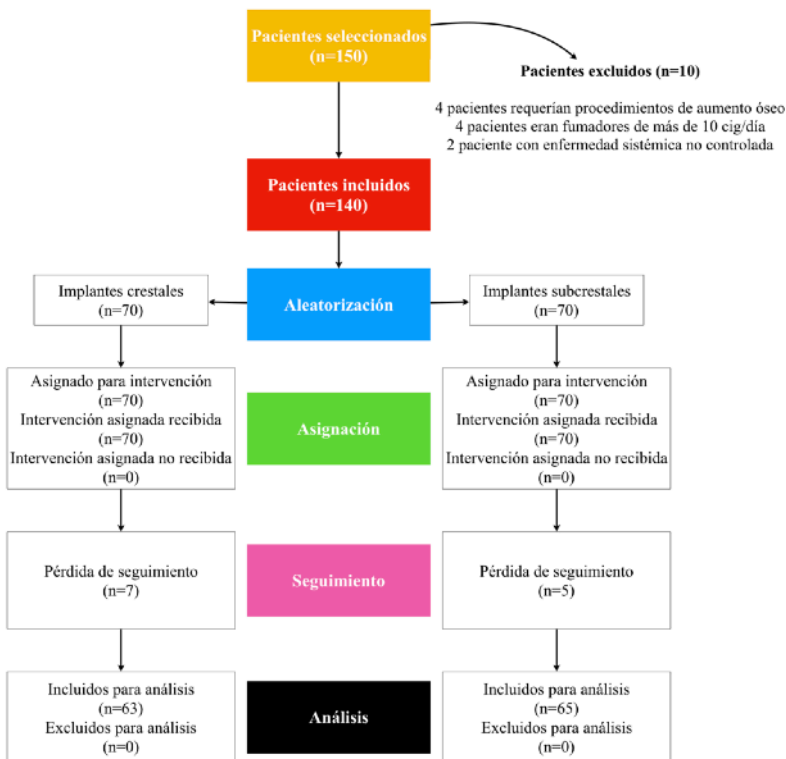 Pacientes seleccionados
(n=150)
Pacientes excluidos (n=10)
4 pacientes requerían procedimientos de aumento óseo
4 pacientes eran fumadores de más de 10 cig/día
2 paciente con enfermedad sistémica no controlada
Pacientes incluidos
(n=140)
Implantes crestales
(n=70)
Aleatorización
Implantes subcrestales
(n=70)
Asignado para intervención
(n=70)
Intervención asignada recibida
(n=70)
Intervención asignada no recibida
(n=0)
Asignación
Asignado para intervención
(n=70)
Intervención asignada recibida
(n=70)
Intervención asignada no recibida
(n=0)
Pérdida de seguimiento
(n=7)
Seguimiento
Pérdida de seguimiento
(n=5)
Incluidos para análisis
(n=63)
Excluidos para análisis
(n=0)
Análisis
Incluidos para análisis
(n=65)
Excluidos para análisis
(n=0)